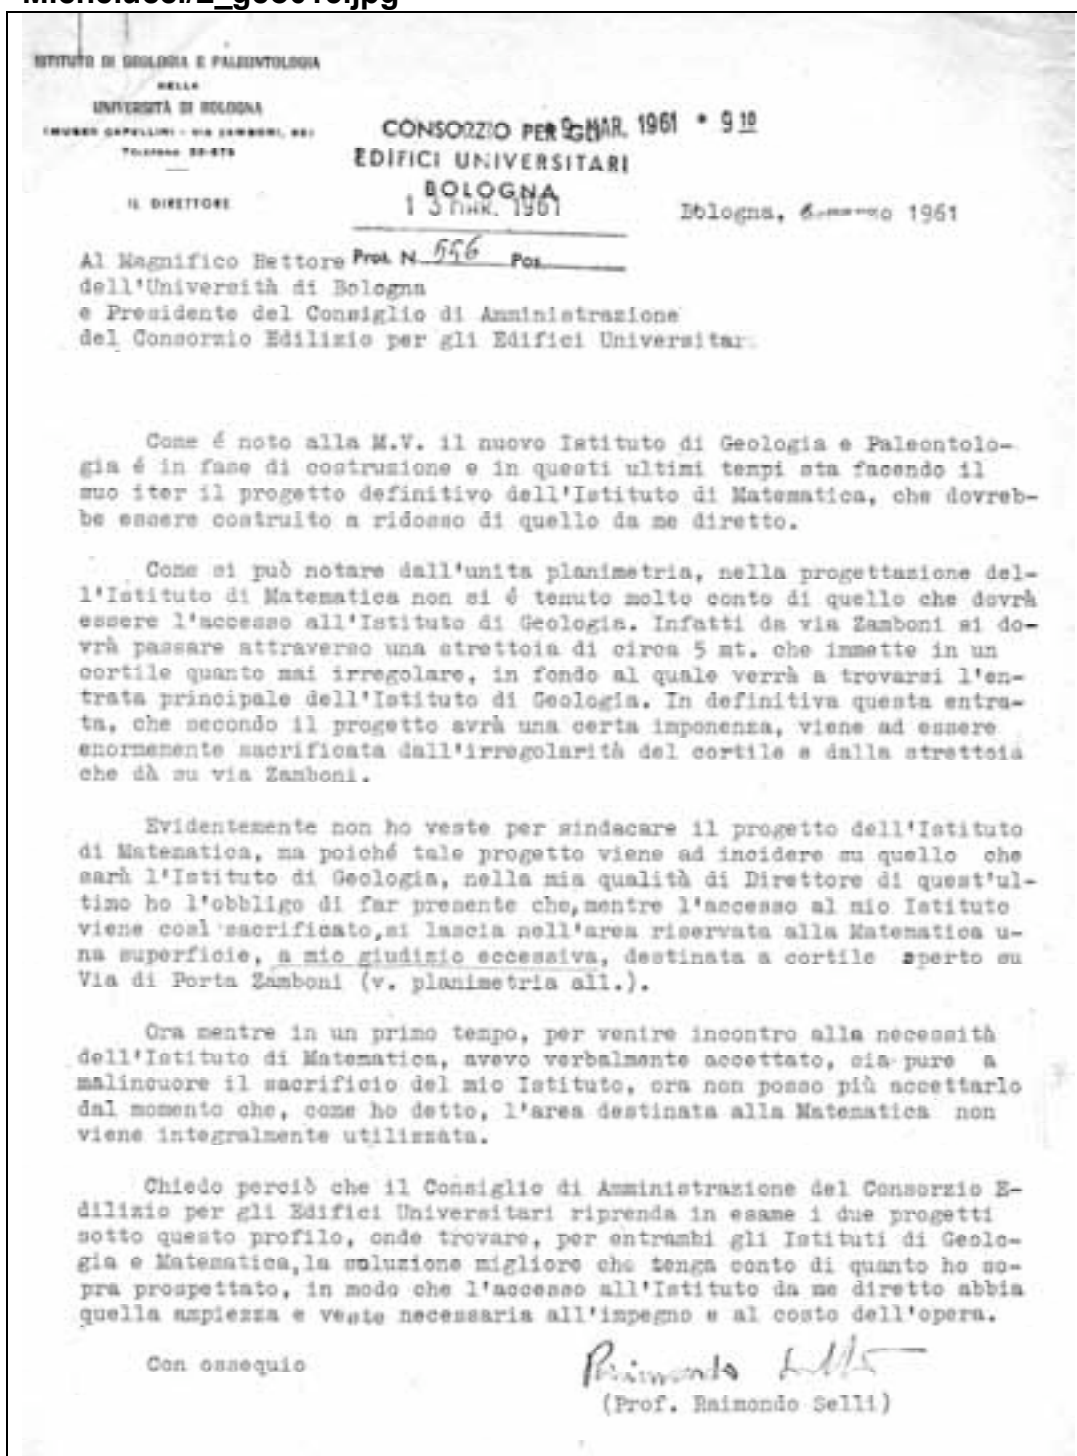 ISTITUTO DI GEOLOGIA E PALEONTOLOGIA
NELLA
UNIVERSITÀ DI BOLOGNA
(MUSEO CAPELLINI - VIA ZAMBONI, 63)
TELEFONO
IL DIRETTORE
CONSORZIO PER GLI
9 MAR. 1961 * 9 10
EDIFICI UNIVERSITARI
BOLOGNA
13 MAR. 1961
Prot. N. 556 Pos.
Bologna, 6 marzo 1961
Al Magnifico Rettore
dell'Università di Bologna
e Presidente del Consiglio di Amministrazione
del Consorzio Edilizio per gli Edifici Universitar
Come é noto alla M.V. il nuovo Istituto di Geologia e Paleontolo-
gia é in fase di costruzione e in questi ultimi tempi sta facendo il
suo iter il progetto definitivo dell'Istituto di Matematica, che dovreb-
be essere costruito a ridosso di quello da me diretto.
Come si può notare dall'unita planimetria, nella progettazione del-
l'Istituto di Matematica non si é tenuto molto conto di quello che dovrà
essere l'accesso all'Istituto di Geologia. Infatti da via Zamboni si do-
vrà passare attraverso una strettoia di circa 5 mt. che immette in un
cortile quanto mai irregolare, in fondo al quale verrà a trovarsi l'en-
trata principale dell'Istituto di Geologia. In definitiva questa entra-
ta, che secondo il progetto avrà una certa imponenza, viene ad essere
enormemente sacrificata dall'irregolarità del cortile e dalla strettoia
che dà su via Zamboni.
Evidentemente non ho veste per sindacare il progetto dell'Istituto
di Matematica, ma poiché tale progetto viene ad incidere su quello che
sarà l'Istituto di Geologia, nella mia qualità di Direttore di quest'ul-
timo ho l'obbligo di far presente che,mentre l'accesso al mio Istituto
viene così sacrificato,si lascia nell'area riservata alla Matematica u-
na superficie, a mio giudizio eccessiva, destinata a cortile aperto su
Via di Porta Zamboni (v. planimetria all.).
Ora mentre in un primo tempo, per venire incontro alla necessità
dell'Istituto di Matematica, avevo verbalmente accettato, sia pure a
malincuore il sacrificio del mio Istituto, ora non posso più accettarlo
dal momento che, come ho detto, l'area destinata alla Matematica non
viene integralmente utilizzata.
Chiedo perciò che il Consiglio di Amministrazione del Consorzio E-
dilizio per gli Edifici Universitari riprenda in esame i due progetti
sotto questo profilo, onde trovare, per entrambi gli Istituti di Geolo-
gia e Matematica,la soluzione migliore che tenga conto di quanto ho so-
pra prospettato, in modo che l'accesso all'Istituto da me diretto abbia
quella ampiezza e veste necessaria all'impegno e al costo dell'opera.
Con ossequio
Raimondo Selli
(Prof. Raimondo Selli)